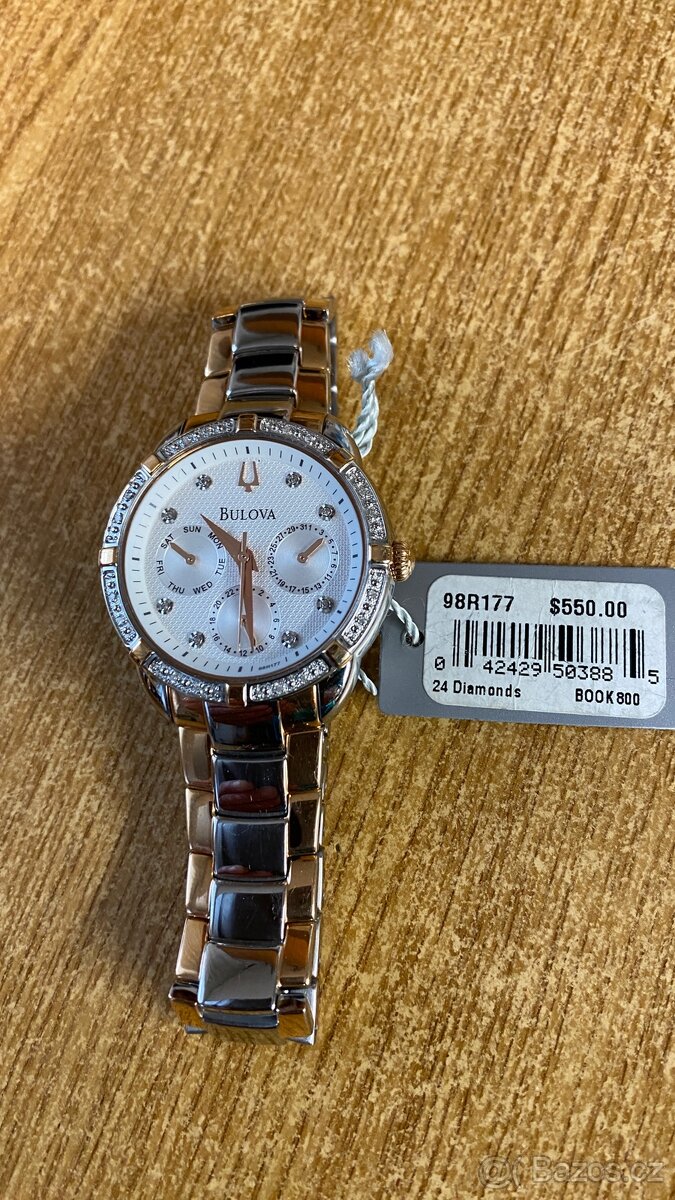 BULOVA
SUN
MON
TUE
WED
THU
FRI
SAT
98R177
98R177 $550.00
0 42429 50388 5
24 Diamonds BOOK800
Bazos.cz